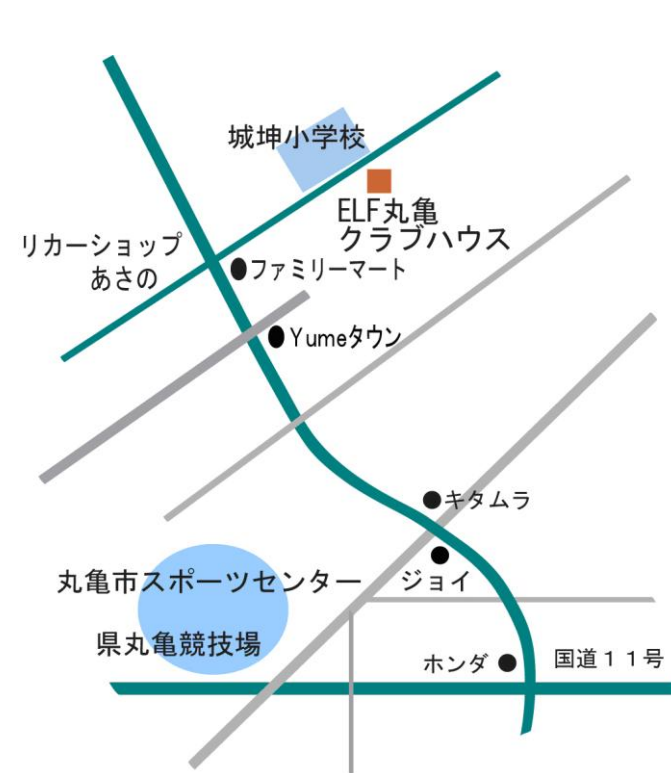 城坤小学校
ELF丸亀
クラブハウス
リカーショップ
あさの
ファミリーマート
Yumeタウン
キタムラ
丸亀市スポーツセンター
ジョイ
県丸亀競技場
ホンダ
国道１１号